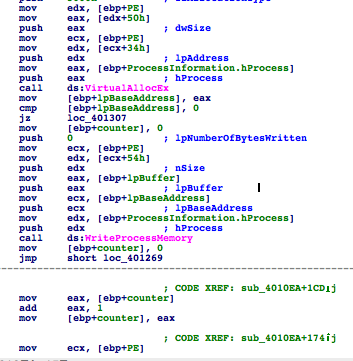 mov ecx, [ebp+PE]
mov eax, [edx+50h]
push eax ; dwSize
mov ecx, [ebp+PE]
mov edx, [ecx+34h]
push edx ; lpAddress
mov eax, [ebp+ProcessInformation.hProcess]
push eax ; hProcess
call ds:VirtualAllocEx
mov [ebp+lpBaseAddress], eax
cmp [ebp+lpBaseAddress], 0
jz loc_401307
mov [ebp+counter], 0
push 0 ; lpNumberOfBytesWritten
mov ecx, [ebp+PE]
mov edx, [ecx+54h]
push edx ; nSize
mov eax, [ebp+lpBuffer]
push eax ; lpBuffer
mov ecx, [ebp+lpBaseAddress]
push ecx ; lpBaseAddress
mov edx, [ebp+ProcessInformation.hProcess]
push edx ; hProcess
call ds:WriteProcessMemory
mov [ebp+counter], 0
jmp short loc_401269
; CODE XREF: sub_4010EA+1CD↓j
mov eax, [ebp+counter]
add eax, 1
mov [ebp+counter], eax
; CODE XREF: sub_4010EA+174↑j
mov ecx, [ebp+PE]